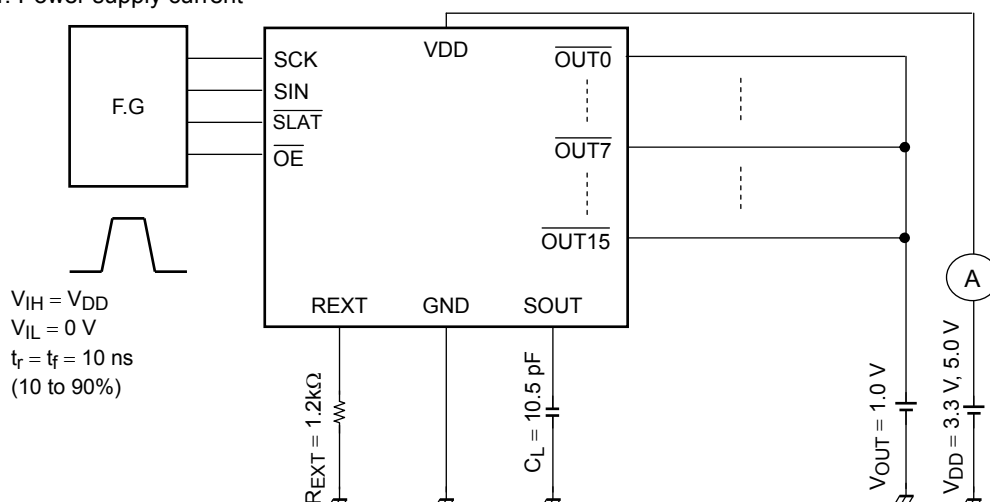 Power supply current
F.G
SCK
SIN
SLAT
OE
VDD
OUT0
OUT7
OUT15
REXT
GND
SOUT
A
VIH = VDD
VIL = 0 V
tr = tf = 10 ns
(10 to 90%)
REXT = 1.2kΩ
CL = 10.5 pF
VOUT = 1.0 V
VDD = 3.3 V, 5.0 V